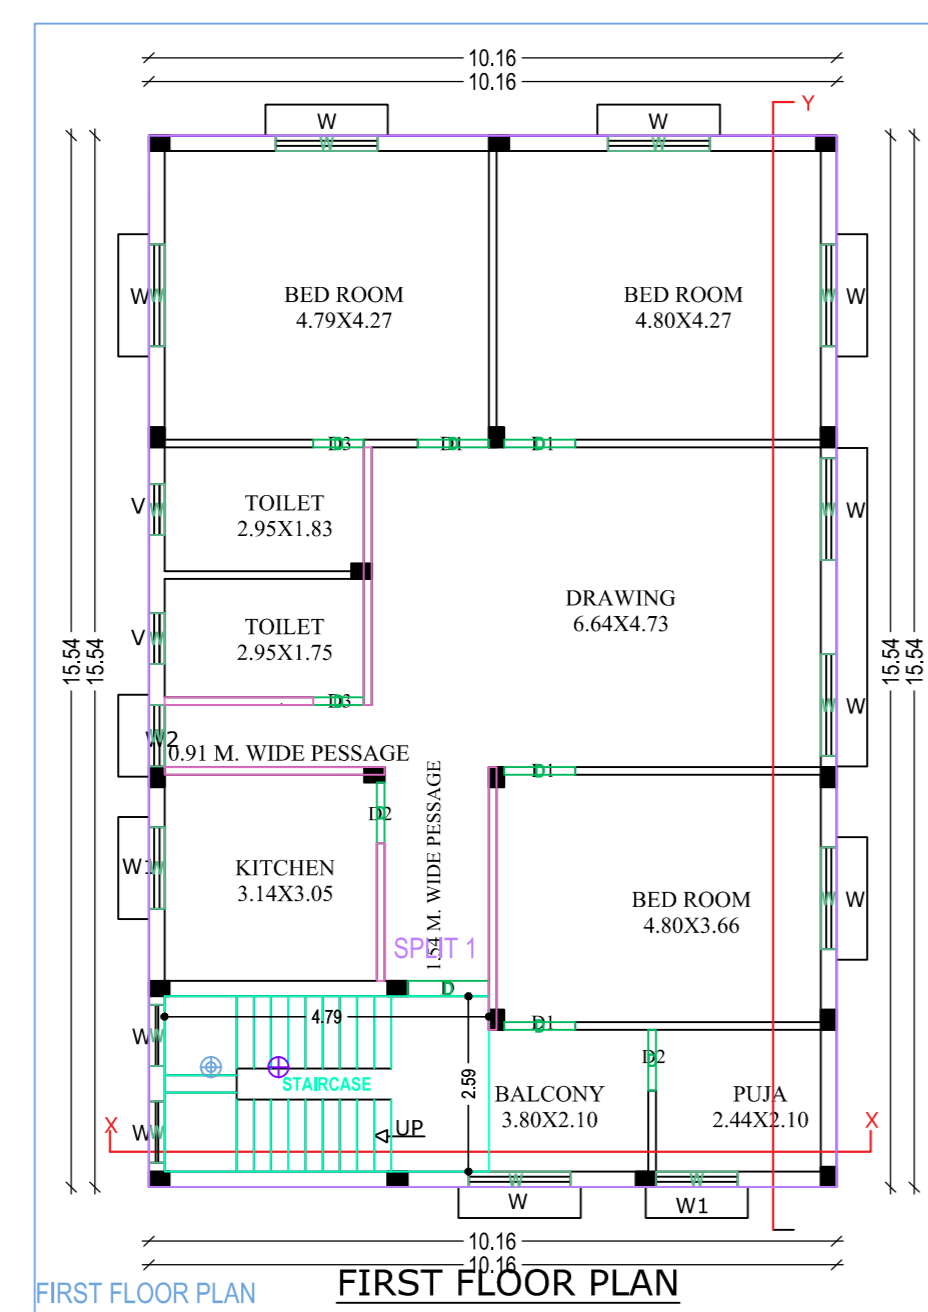 10.16
10.16
Y
W
W
W
W
15.54
15.54
15.54
15.54
W
W
W
W
BED ROOM
4.79X4.27
BED ROOM
4.80X4.27
D3
D1
D1
V
W
TOILET
2.95X1.83
W
W
DRAWING
6.64X4.73
V
W
TOILET
2.95X1.75
D3
W
W
W2
0.91 M. WIDE PESSAGE
D1
D2
1.54 M. WIDE PESSAGE
W1
W
KITCHEN
3.14X3.05
BED ROOM
4.80X3.66
W
W
SPLIT 1
D
4.79
D1
W
W
D2
STAIRCASE
2.59
BALCONY
3.80X2.10
PUJA
2.44X2.10
X
X
W
W
UP
W
W
W
W1
10.16
10.16
FIRST FLOOR PLAN
FIRST FLOOR PLAN